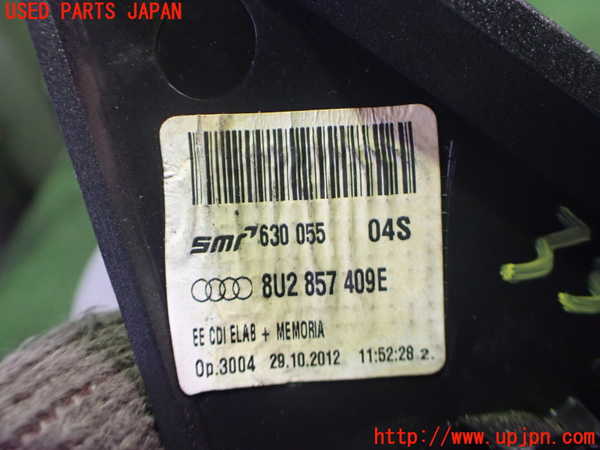 USED PARTS JAPAN
SMR 630 055 04S
8U2 857 409E
EE CDI ELAB + MEMORIA
Op.3004 29.10.2012 11:52:28 2.
http://www.upjpn.com/